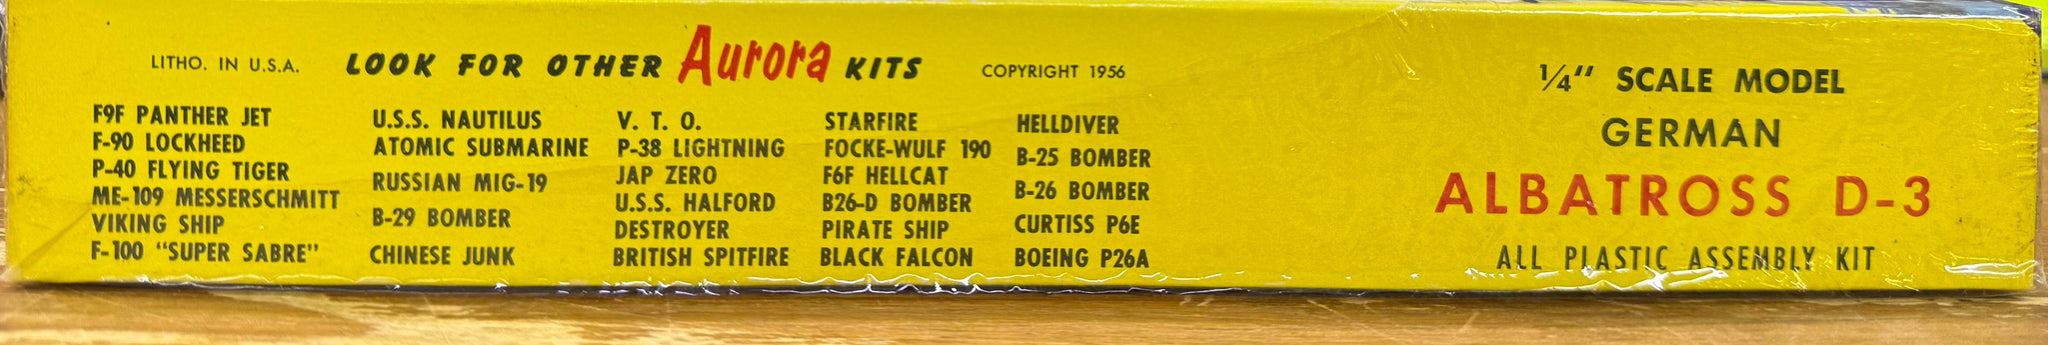 LITHO. IN U.S.A.
LOOK FOR OTHER Aurora KITS
COPYRIGHT 1956
F9F PANTHER JET
F-90 LOCKHEED
P-40 FLYING TIGER
ME-109 MESSERSCHMITT
VIKING SHIP
F-100 "SUPER SABRE"
U.S.S. NAUTILUS
ATOMIC SUBMARINE
RUSSIAN MIG-19
B-29 BOMBER
CHINESE JUNK
V. T. O.
P-38 LIGHTNING
JAP ZERO
U.S.S. HALFORD
DESTROYER
BRITISH SPITFIRE
STARFIRE
FOCKE-WULF 190
F6F HELLCAT
B26-D BOMBER
PIRATE SHIP
BLACK FALCON
HELLDIVER
B-25 BOMBER
B-26 BOMBER
CURTISS P6E
BOEING P26A
1/4" SCALE MODEL
GERMAN
ALBATROSS D-3
ALL PLASTIC ASSEMBLY KIT